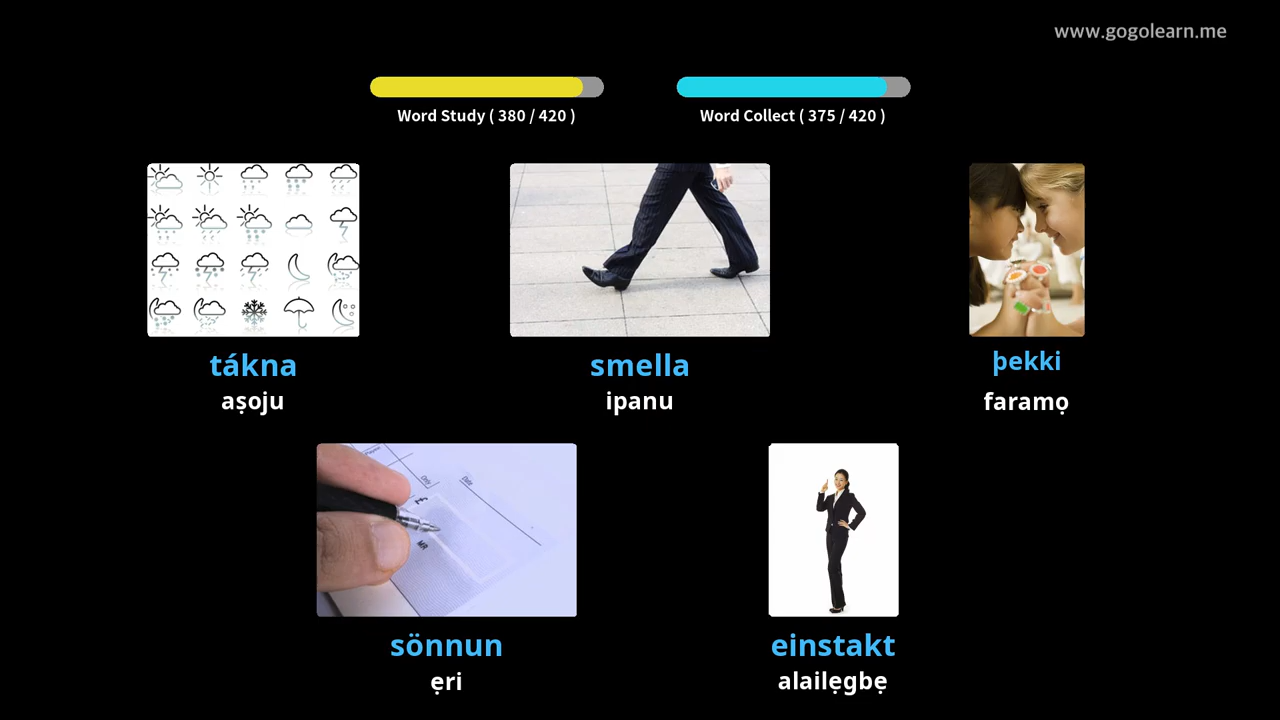 www.gogolearn.me
Word Study ( 380 / 420 )
Word Collect ( 375 / 420 )
tákna
aṣoju
smella
ipanu
þekki
faramọ
sönnun
ẹri
einstakt
alailẹgbẹ